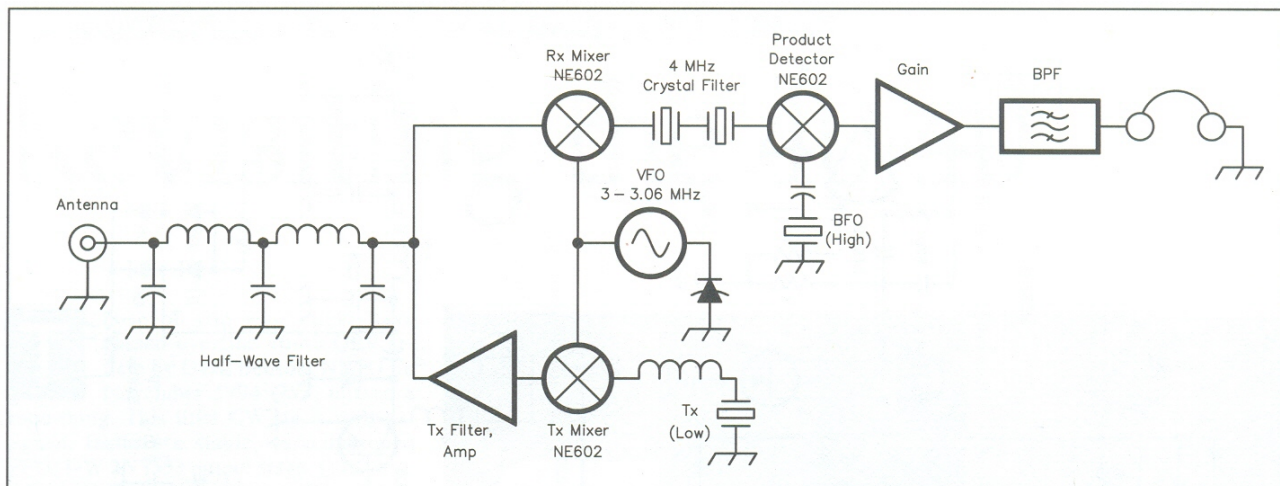 Rx Mixer
NE602
4 MHz
Crystal Filter
Product
Detector
NE602
Gain
BPF
VFO
3 – 3.06 MHz
BFO
(High)
Antenna
Half–Wave Filter
Tx Filter,
Amp
Tx Mixer
NE602
Tx
(Low)